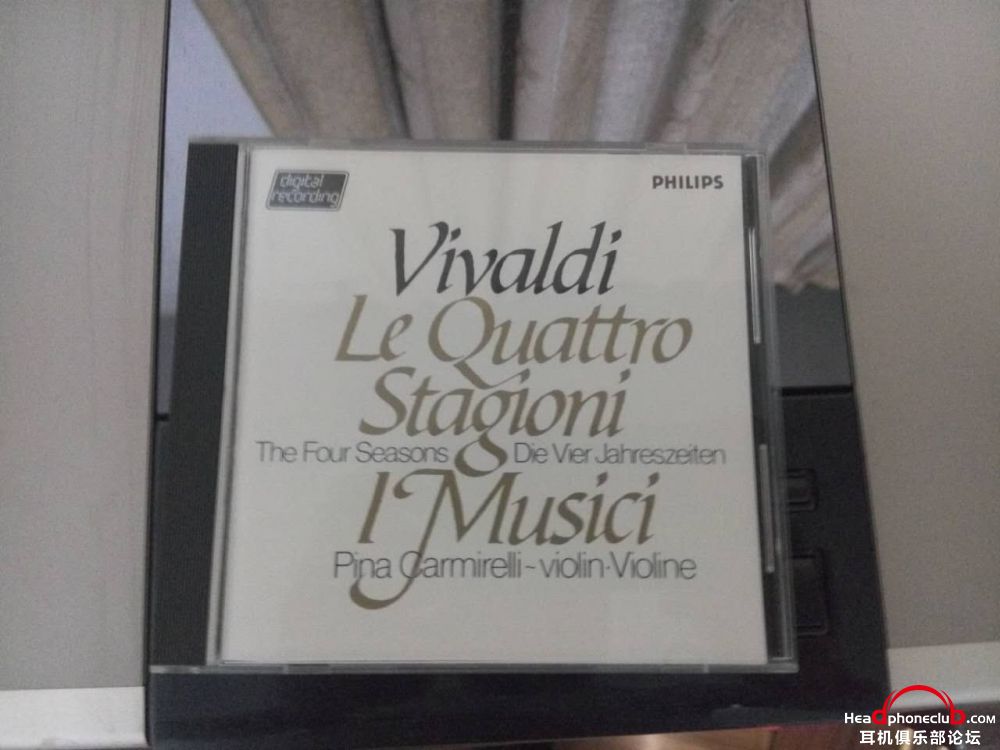 digital
recording
PHILIPS
Vivaldi
Le Quattro
Stagioni
The Four Seasons Die Vier Jahreszeiten
I Musici
Pina Carmirelli~violin·Violine
Headphoneclub.com
耳机俱乐部论坛